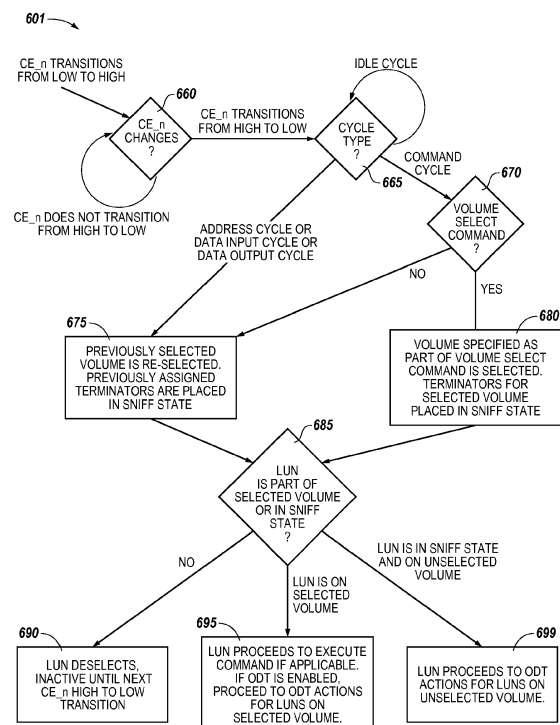 601
CE_n TRANSITIONS
FROM LOW TO HIGH
660
CE_n
CHANGES
?
CE_n DOES NOT TRANSITION
FROM HIGH TO LOW
CE_n TRANSITIONS
FROM HIGH TO LOW
IDLE CYCLE
CYCLE
TYPE
?
665
COMMAND
CYCLE
670
VOLUME
SELECT
COMMAND
?
ADDRESS CYCLE OR
DATA INPUT CYCLE OR
DATA OUTPUT CYCLE
NO
YES
675
PREVIOUSLY SELECTED
VOLUME IS RE-SELECTED.
PREVIOUSLY ASSIGNED
TERMINATORS ARE PLACED
IN SNIFF STATE
680
VOLUME SPECIFIED AS
PART OF VOLUME SELECT
COMMAND IS SELECTED.
TERMINATORS FOR
SELECTED VOLUME
PLACED IN SNIFF STATE
685
LUN
IS PART OF
SELECTED VOLUME
OR IN SNIFF
STATE
?
NO
LUN IS ON
SELECTED
VOLUME
LUN IS IN SNIFF STATE
AND ON UNSELECTED
VOLUME
690
LUN DESELECTS,
INACTIVE UNTIL NEXT
CE_n HIGH TO LOW
TRANSITION
695
LUN PROCEEDS TO EXECUTE
COMMAND IF APPLICABLE.
IF ODT IS ENABLED,
PROCEED TO ODT ACTIONS
FOR LUNS ON
SELECTED VOLUME.
699
LUN PROCEEDS TO ODT
ACTIONS FOR LUNS ON
UNSELECTED VOLUME.